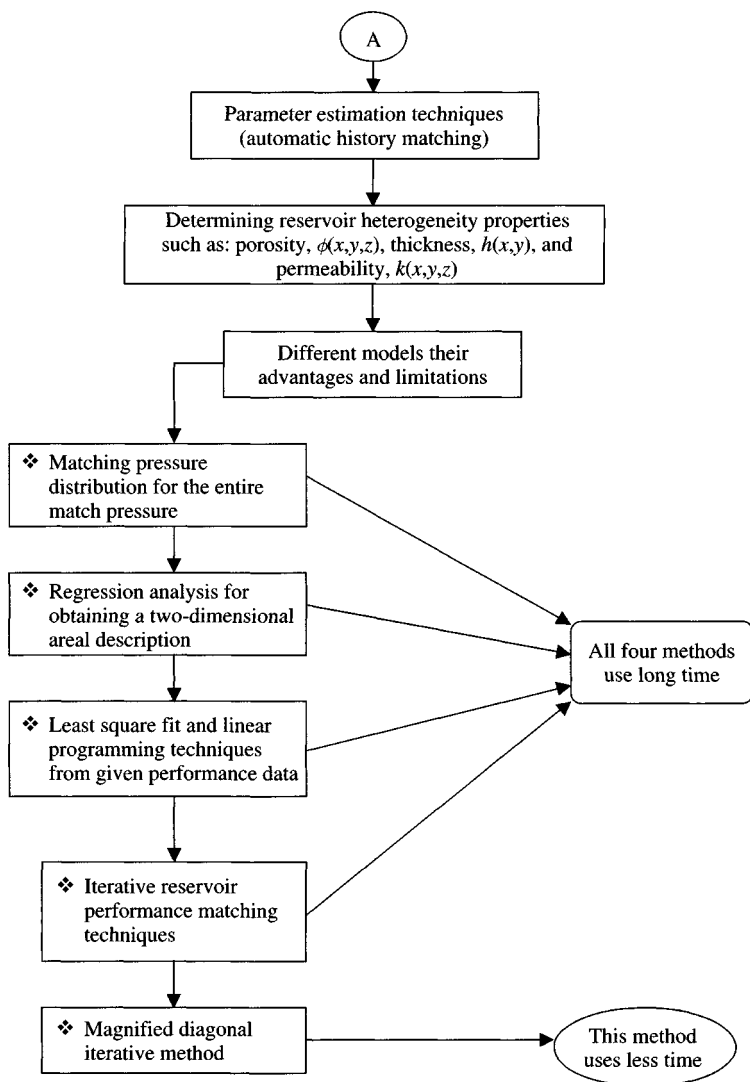 A
Parameter estimation techniques
(automatic history matching)
Determining reservoir heterogeneity properties
such as: porosity, ϕ(x,y,z), thickness, h(x,y), and
permeability, k(x,y,z)
Different models their
advantages and limitations
❖ Matching pressure
distribution for the entire
match pressure
❖ Regression analysis for
obtaining a two-dimensional
areal description
All four methods
use long time
❖ Least square fit and linear
programming techniques
from given performance data
❖ Iterative reservoir
performance matching
techniques
❖ Magnified diagonal
iterative method
This method
uses less time